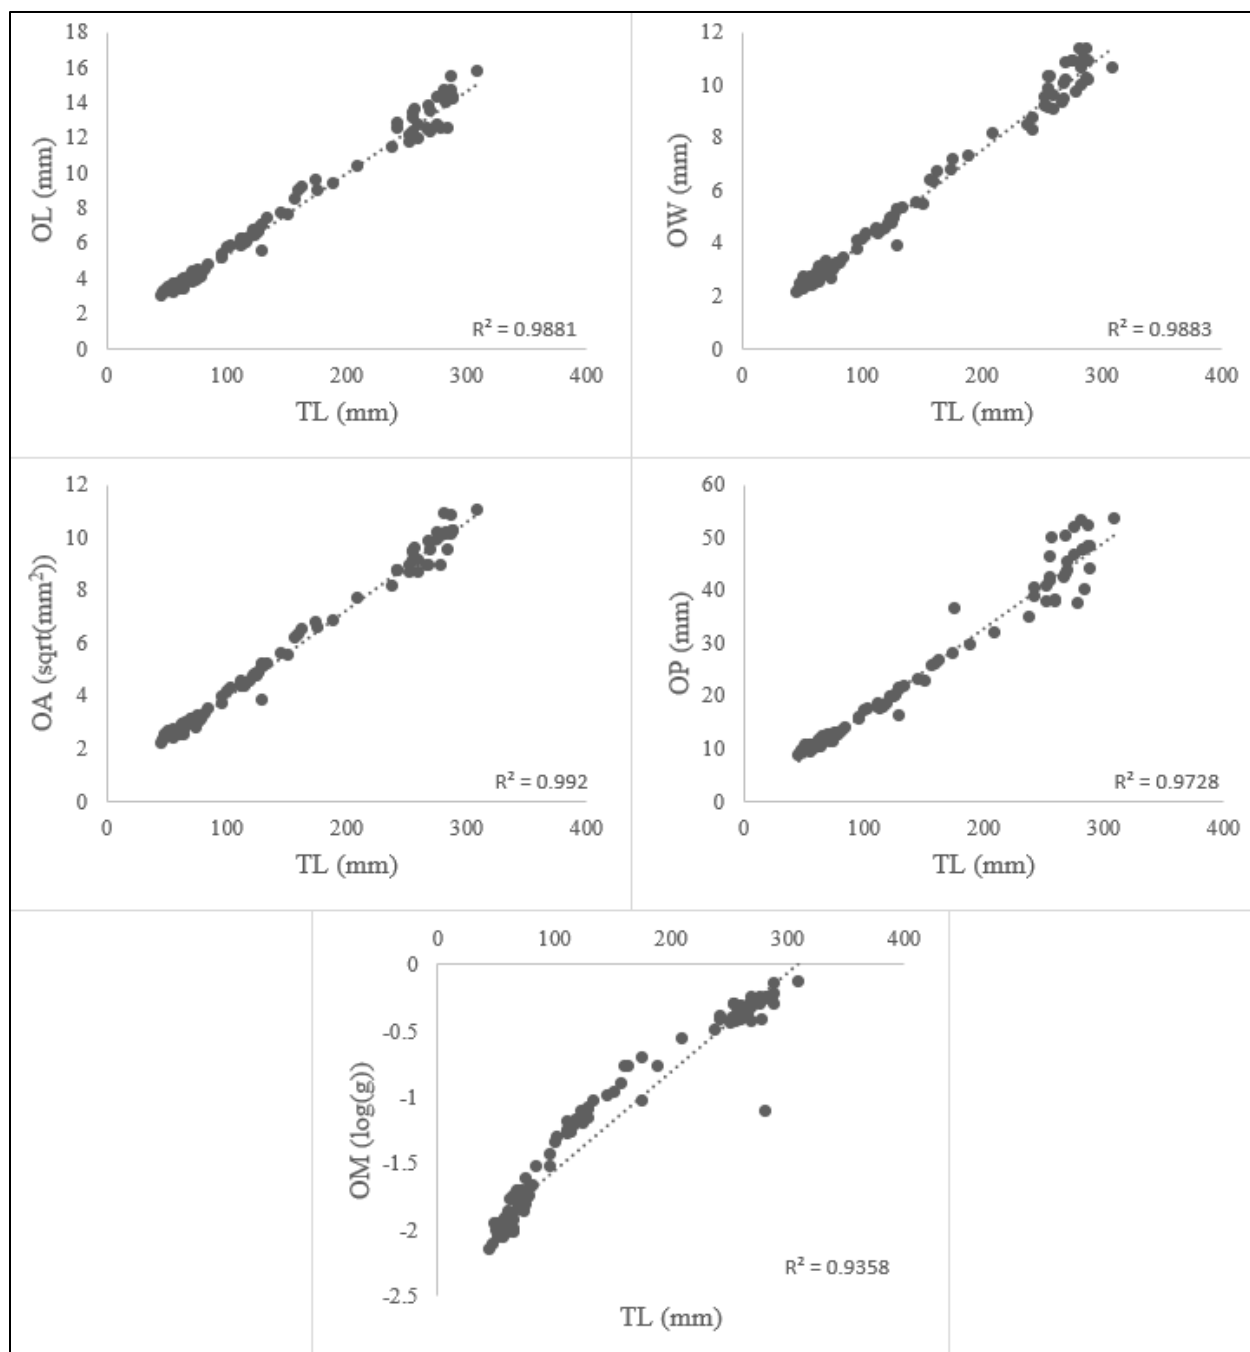 18
16
14
12
10
8
6
4
2
0
OL (mm)
R² = 0.9881
0 100 200 300 400
TL (mm)
12
10
8
6
4
2
0
OW (mm)
R² = 0.9883
0 100 200 300 400
TL (mm)
12
10
8
6
4
2
0
OA (sqrt(mm²))
R² = 0.992
0 100 200 300 400
TL (mm)
60
50
40
30
20
10
0
OP (mm)
R² = 0.9728
0 100 200 300 400
TL (mm)
0 100 200 300 400
0
-0.5
-1
-1.5
-2
-2.5
OM (log(g))
R² = 0.9358
TL (mm)